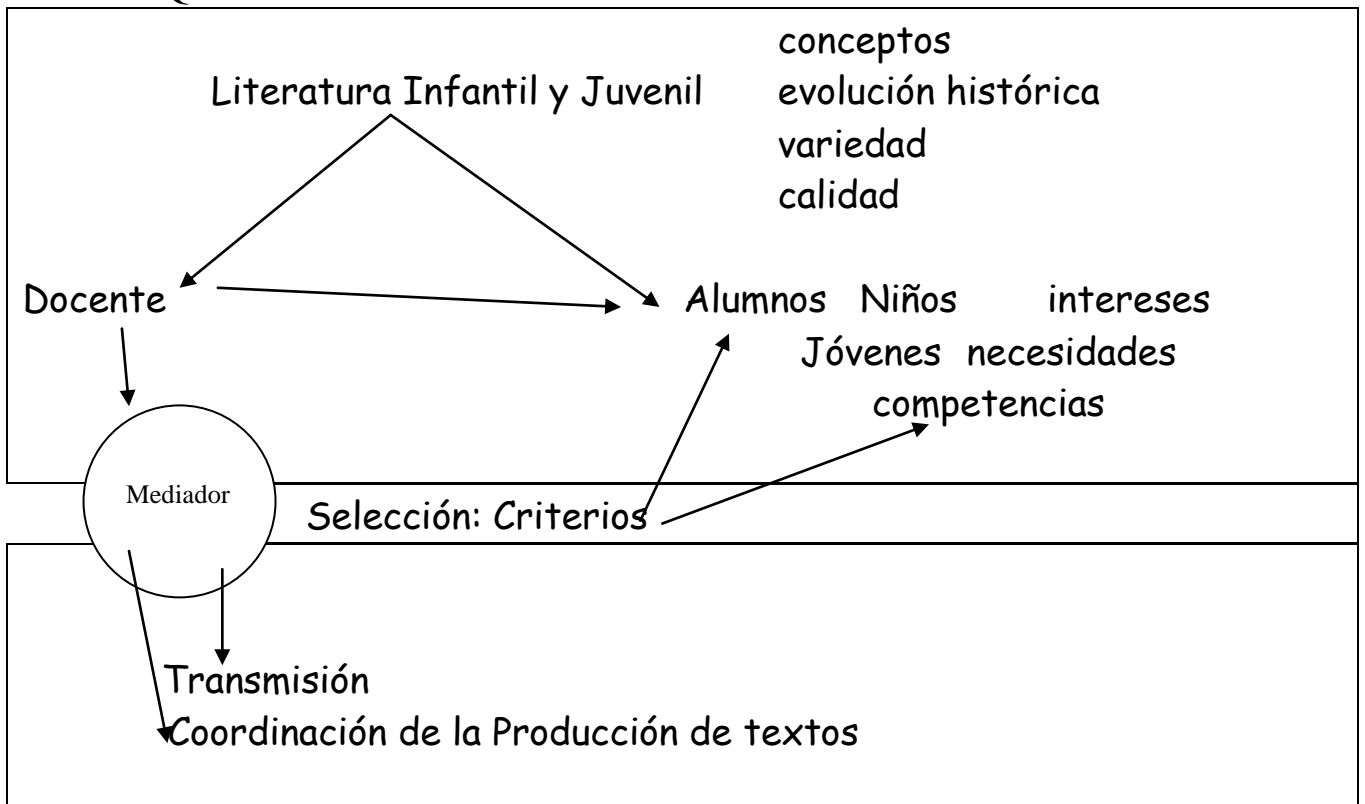 conceptos
Literatura Infantil y Juvenil evolución histórica
variedad
calidad
Docente Alumnos Niños intereses
Jóvenes necesidades
competencias
Mediador
Selección: Criterios
Transmisión
Coordinación de la Producción de textos